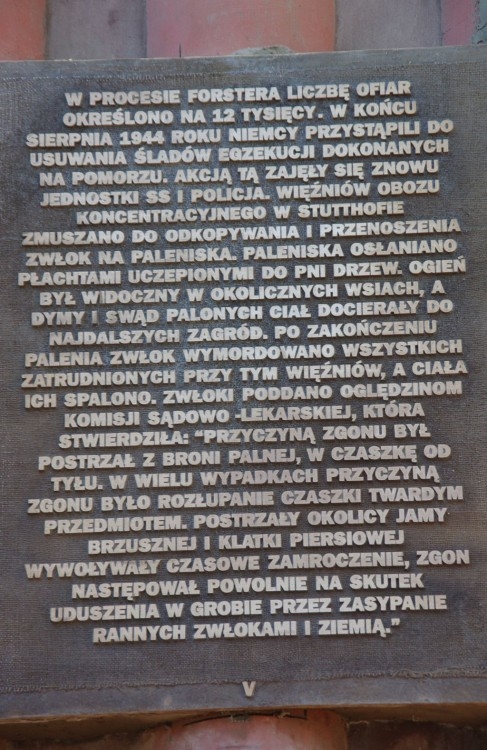 W PROCESIE FORSTERA LICZBĘ OFIAR
OKREŚLONO NA 12 TYSIĘCY. W KOŃCU
SIERPNIA 1944 ROKU NIEMCY PRZYSTĄPILI DO
USUWANIA ŚLADÓW EGZEKUCJI DOKONANYCH
NA POMORZU. AKCJĄ TĄ ZAJĘŁY SIĘ ZNOWU
JEDNOSTKI SS I POLICJA. WIĘŹNIÓW OBOZU
KONCENTRACYJNEGO W STUTTHOFIE
ZMUSZANO DO ODKOPYWANIA I PRZENOSZENIA
ZWŁOK NA PALENISKA. PALENISKA OSŁANIANO
PŁACHTAMI UCZEPIONYMI DO PNI DRZEW. OGIEŃ
BYŁ WIDOCZNY W OKOLICZNYCH WSIACH, A
DYMY I SWĄD PALONYCH CIAŁ DOCIERAŁY DO
NAJDALSZYCH ZAGRÓD. PO ZAKOŃCZENIU
PALENIA ZWŁOK WYMORDOWANO WSZYSTKICH
ZATRUDNIONYCH PRZY TYM WIĘŹNIÓW, A CIAŁA
ICH SPALONO. ZWŁOKI PODDANO OGLĘDZINOM
KOMISJI SĄDOWO -LEKARSKIEJ, KTÓRA
STWIERDZIŁA: "PRZYCZYNĄ ZGONU BYŁ
POSTRZAŁ Z BRONI PALNEJ, W CZASZKĘ OD
TYŁU. W WIELU WYPADKACH PRZYCZYNĄ
ZGONU BYŁO ROZŁUPANIE CZASZKI TWARDYM
PRZEDMIOTEM. POSTRZAŁY OKOLICY JAMY
BRZUSZNEJ I KLATKI PIERSIOWEJ
WYWOŁYWAŁY CZASOWE ZAMROCZENIE, ZGON
NASTĘPOWAŁ POWOLNIE NA SKUTEK
UDUSZENIA W GROBIE PRZEZ ZASYPANIE
RANNYCH ZWŁOKAMI I ZIEMIĄ."
V